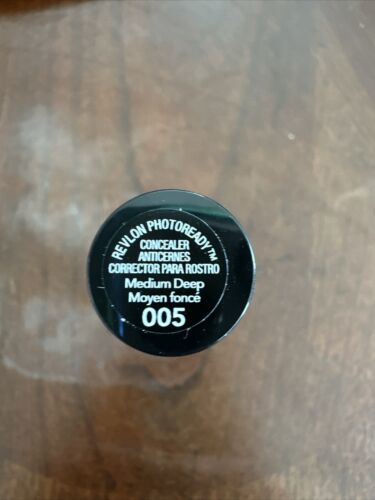 REVLON PHOTOREADY™
CONCEALER
ANTICERNES
CORRECTOR PARA ROSTRO
Medium Deep
Moyen foncé
005